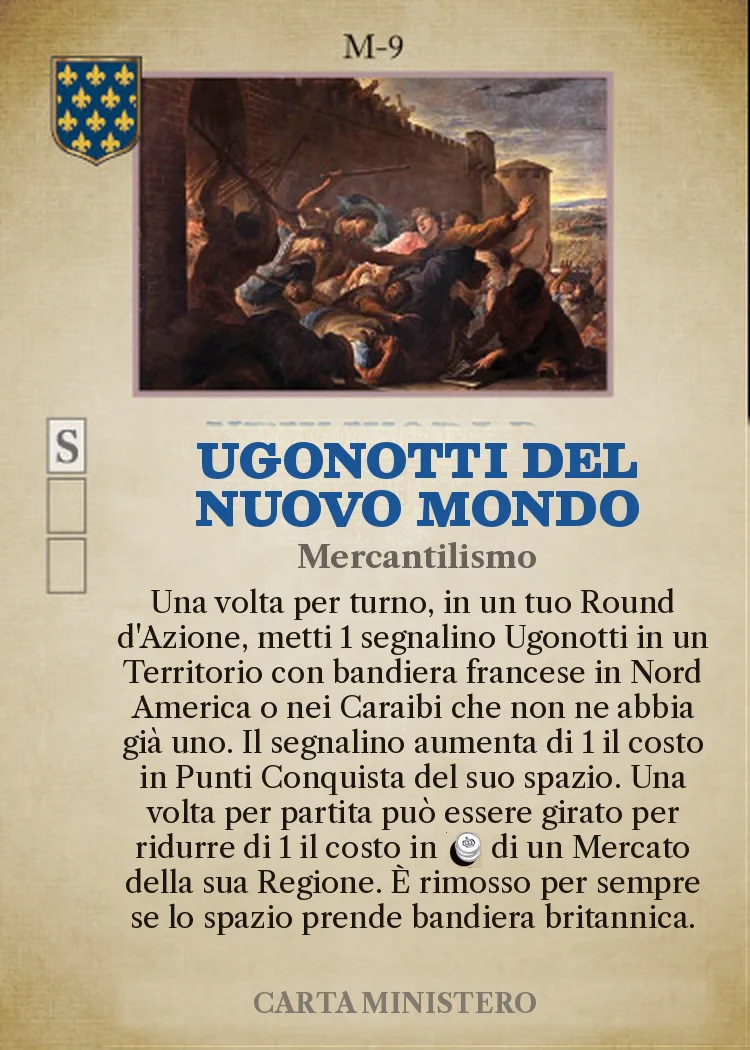 M-9
S
UGONOTTI DEL
NUOVO MONDO
Mercantilismo
Una volta per turno, in un tuo Round
d'Azione, metti 1 segnalino Ugonotti in un
Territorio con bandiera francese in Nord
America o nei Caraibi che non ne abbia
già uno. Il segnalino aumenta di 1 il costo
in Punti Conquista del suo spazio. Una
volta per partita può essere girato per
ridurre di 1 il costo in di un Mercato
della sua Regione. È rimosso per sempre
se lo spazio prende bandiera britannica.
CARTA MINISTERO